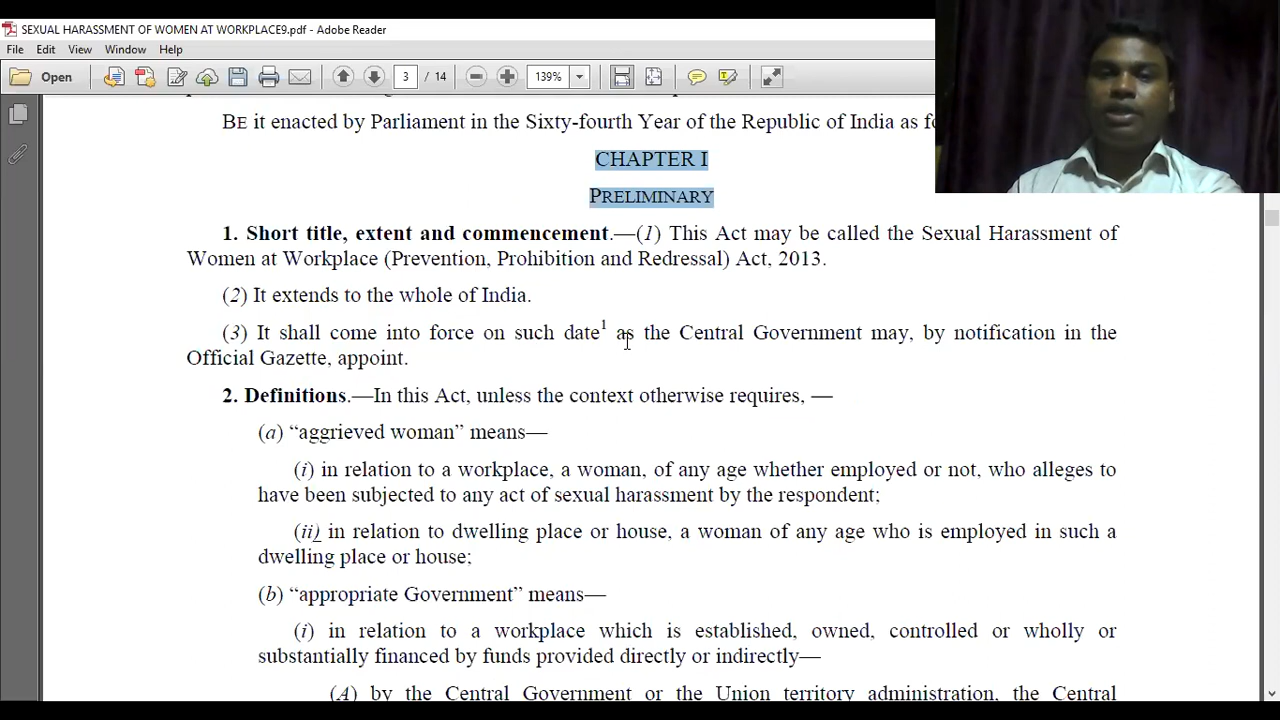 SEXUAL HARASSMENT OF WOMEN AT WORKPLACE9.pdf - Adobe Reader
File Edit View Window Help
Open 3 / 14 139%
BE it enacted by Parliament in the Sixty-fourth Year of the Republic of India as
CHAPTER I
PRELIMINARY
1. Short title, extent and commencement.—(1) This Act may be called the Sexual Harassment of
Women at Workplace (Prevention, Prohibition and Redressal) Act, 2013.
(2) It extends to the whole of India.
(3) It shall come into force on such date1 as the Central Government may, by notification in the
Official Gazette, appoint.
2. Definitions.—In this Act, unless the context otherwise requires, —
(a) “aggrieved woman” means—
(i) in relation to a workplace, a woman, of any age whether employed or not, who alleges to
have been subjected to any act of sexual harassment by the respondent;
(ii) in relation to dwelling place or house, a woman of any age who is employed in such a
dwelling place or house;
(b) “appropriate Government” means—
(i) in relation to a workplace which is established, owned, controlled or wholly or
substantially financed by funds provided directly or indirectly—
(A) by the Central Government or the Union territory administration, the Central